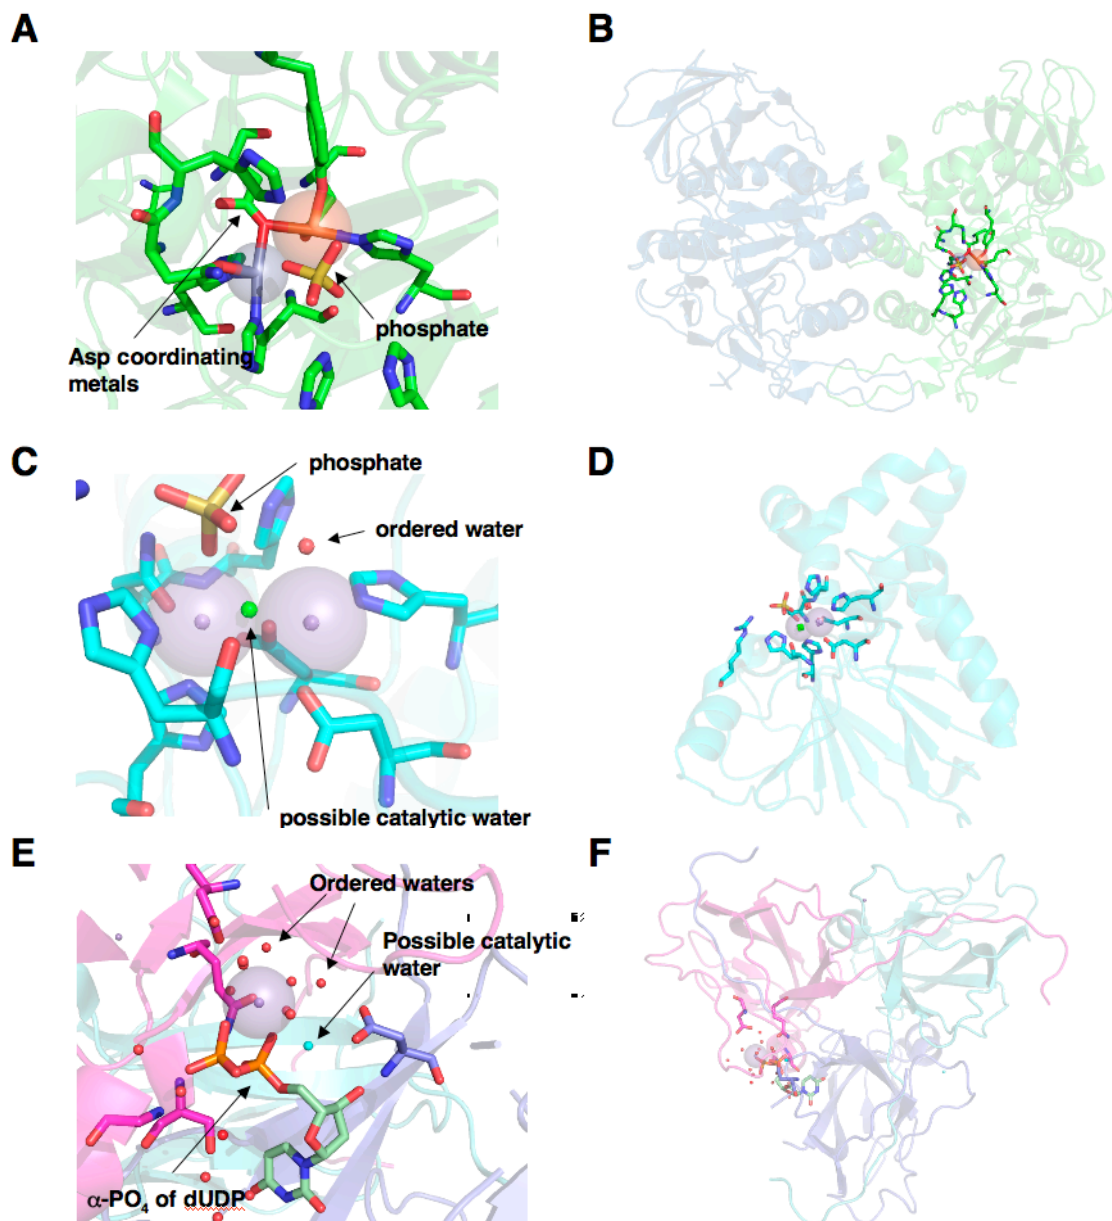 A
B
Asp coordinating
metals
phosphate
C
D
phosphate
ordered water
possible catalytic water
E
F
Ordered waters
Possible catalytic
water
α-PO4 of dUDP